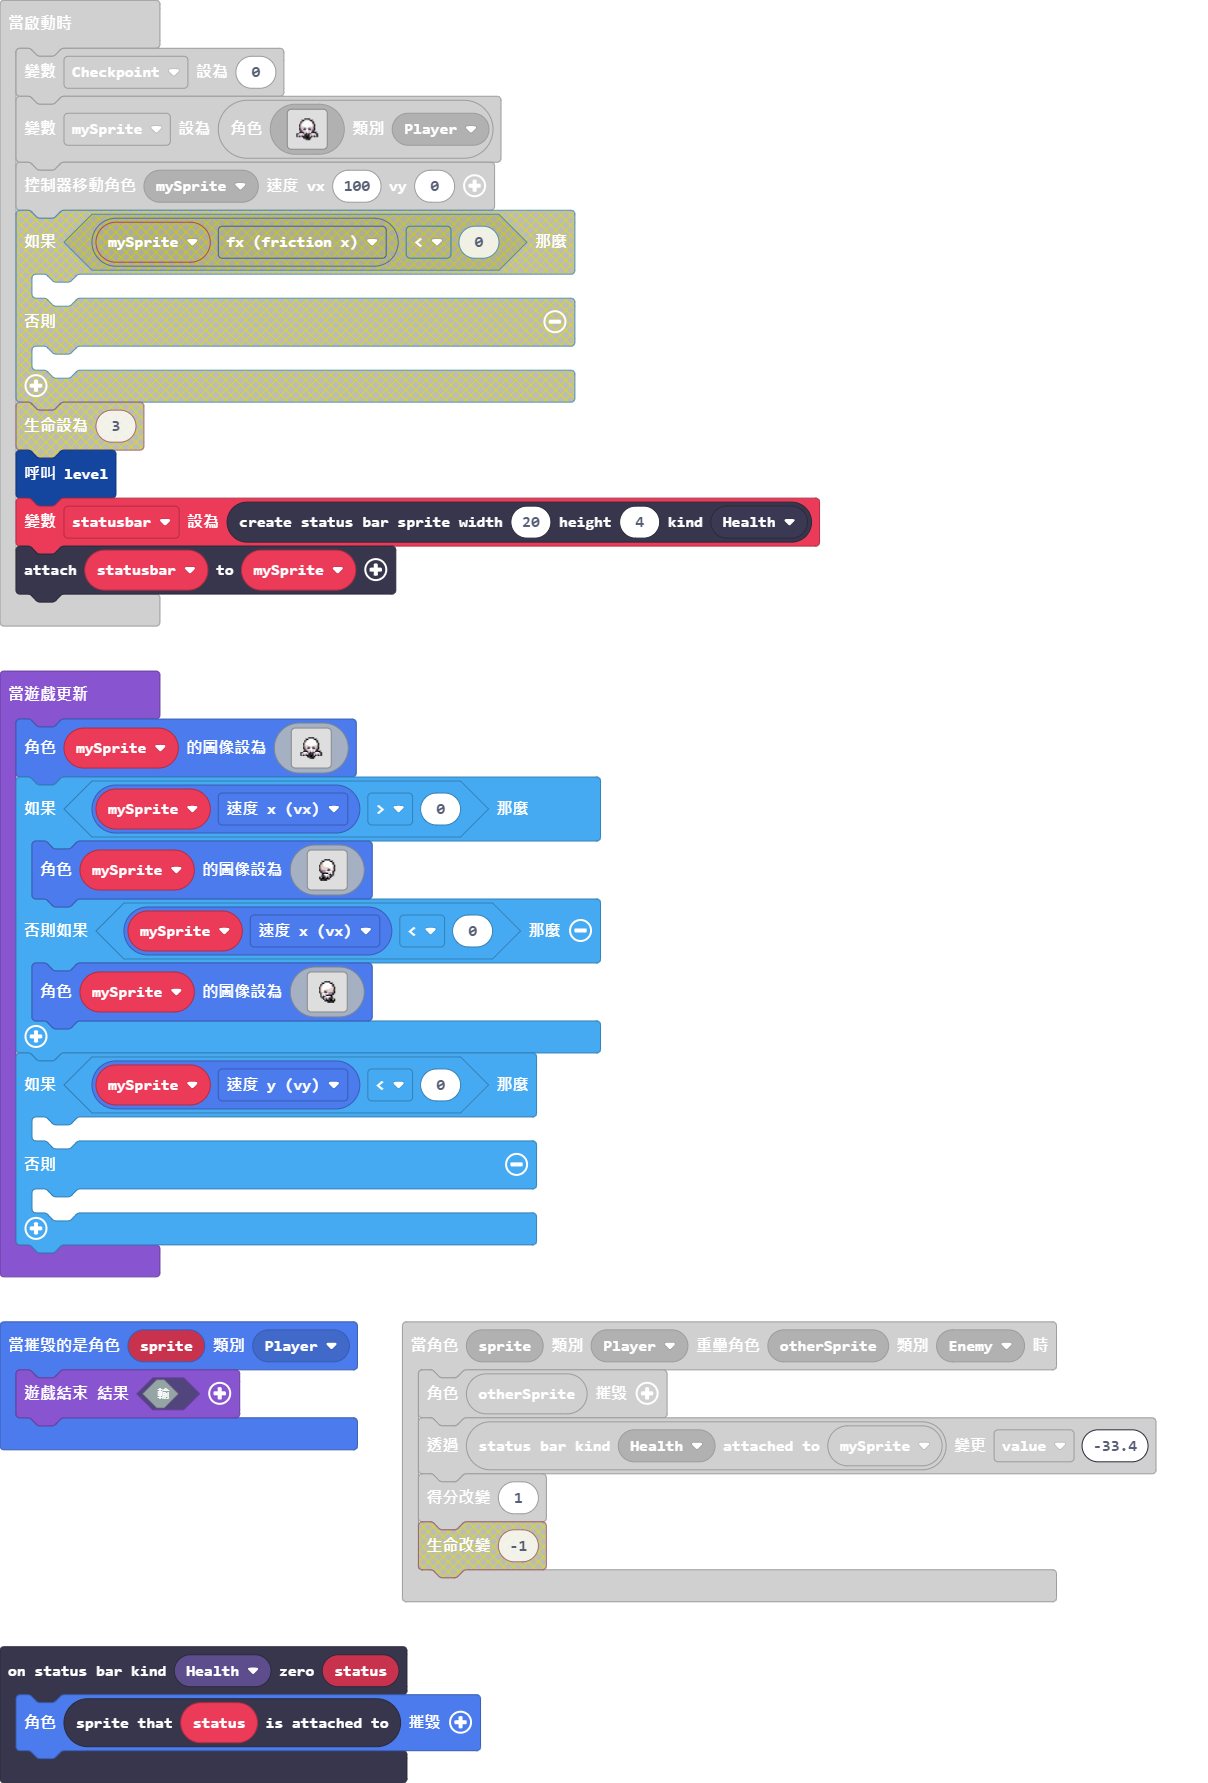 當啟動時
變數 Checkpoint 設為 0
變數 mySprite 設為 角色 類別 Player
控制器移動角色 mySprite 速度 vx 100 vy 0
如果 mySprite fx (friction x) < 0 那麼
否則
生命設為 3
呼叫 level
變數 statusbar 設為 create status bar sprite width 20 height 4 kind Health
attach statusbar to mySprite
當遊戲更新
角色 mySprite 的圖像設為
如果 mySprite 速度 x (vx) > 0 那麼
角色 mySprite 的圖像設為
否則如果 mySprite 速度 x (vx) < 0 那麼
角色 mySprite 的圖像設為
如果 mySprite 速度 y (vy) < 0 那麼
否則
當摧毀的是角色 sprite 類別 Player
遊戲結束 結果 輸
當角色 sprite 類別 Player 重疊角色 otherSprite 類別 Enemy 時
角色 otherSprite 摧毀
透過 status bar kind Health attached to mySprite 變更 value -33.4
得分改變 1
生命改變 -1
on status bar kind Health zero status
角色 sprite that status is attached to 摧毀